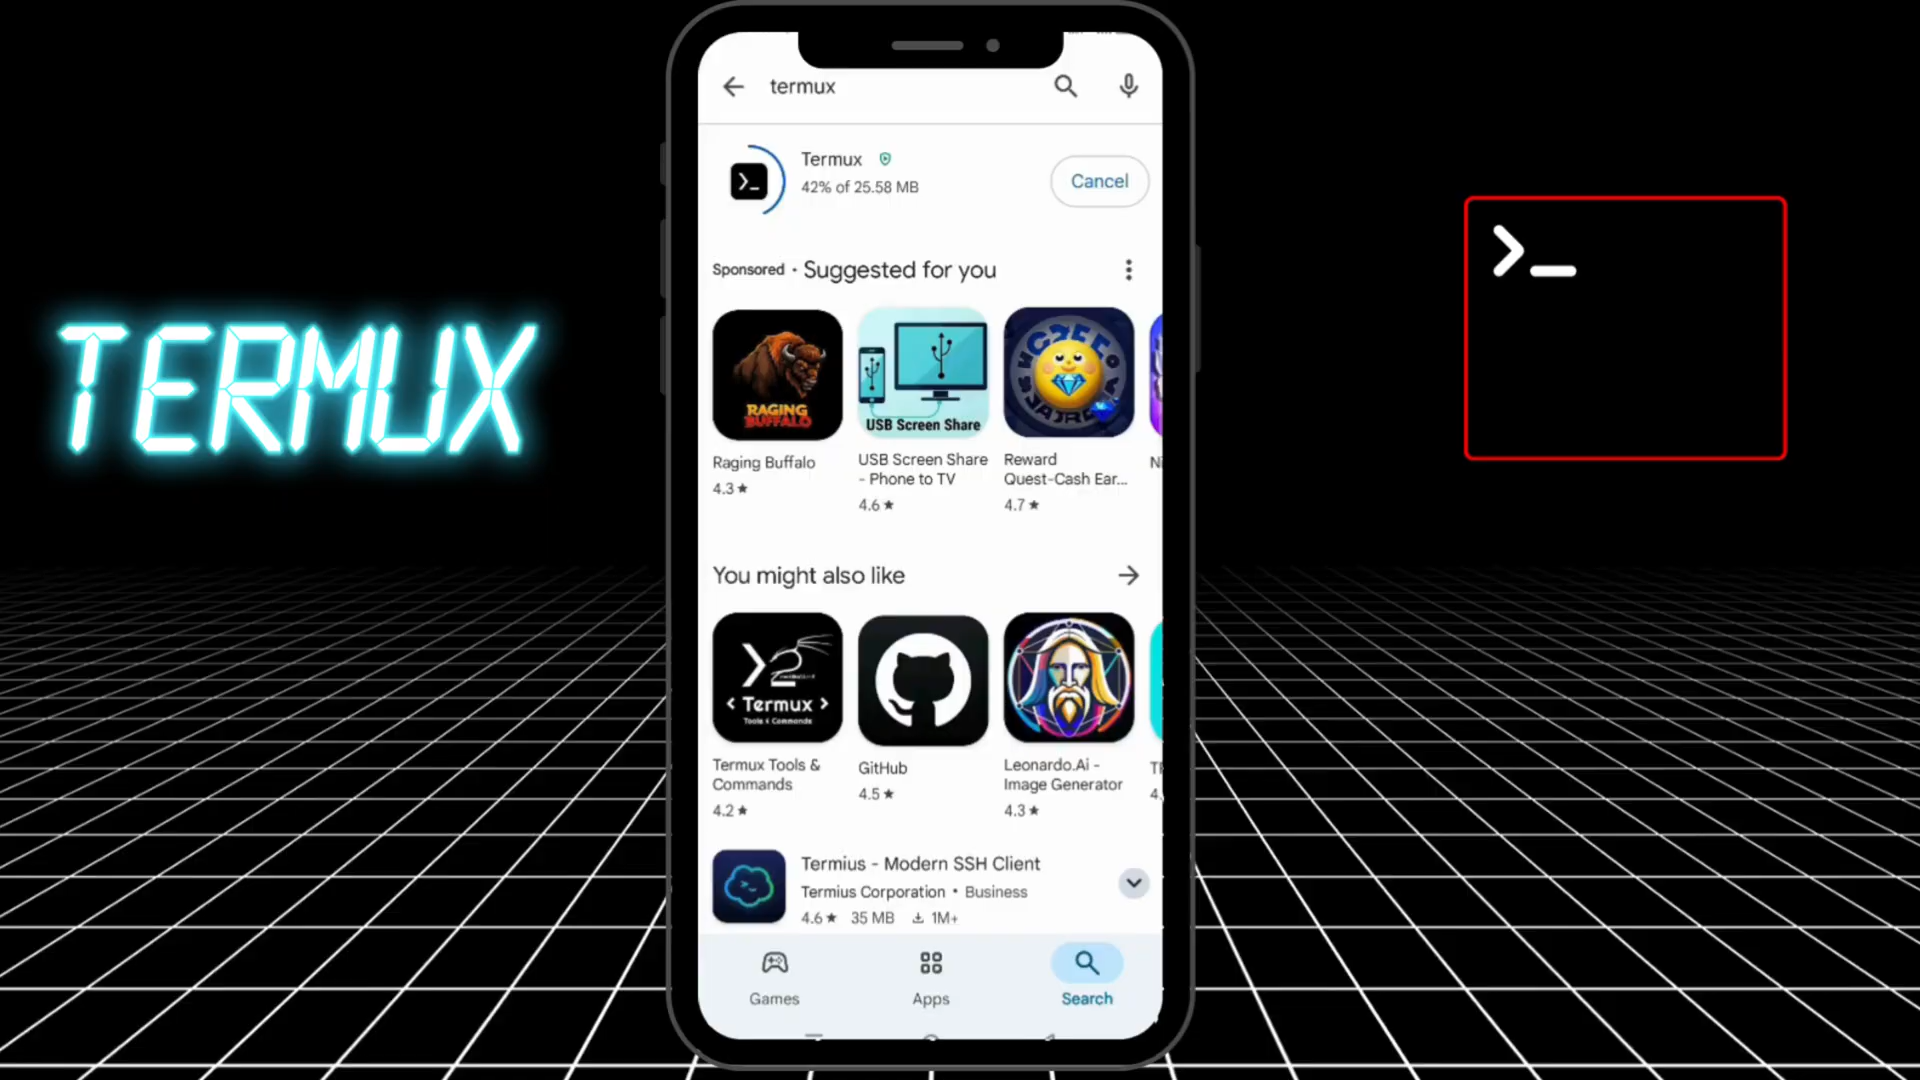 TERMUX
termux
Termux
42% of 25.58 MB
Cancel
Sponsored · Suggested for you
RAGING
BUFFALO
USB Screen Share
Raging Buffalo
4.3★
USB Screen Share
- Phone to TV
4.6★
Reward
Quest-Cash Ear...
4.7★
You might also like
< Termux >
Tools & Commands
Termux Tools &
Commands
4.2★
GitHub
4.5★
Leonardo.Ai -
Image Generator
4.3★
Termius - Modern SSH Client
Termius Corporation • Business
4.6★ 35 MB 1M+
Games
Apps
Search